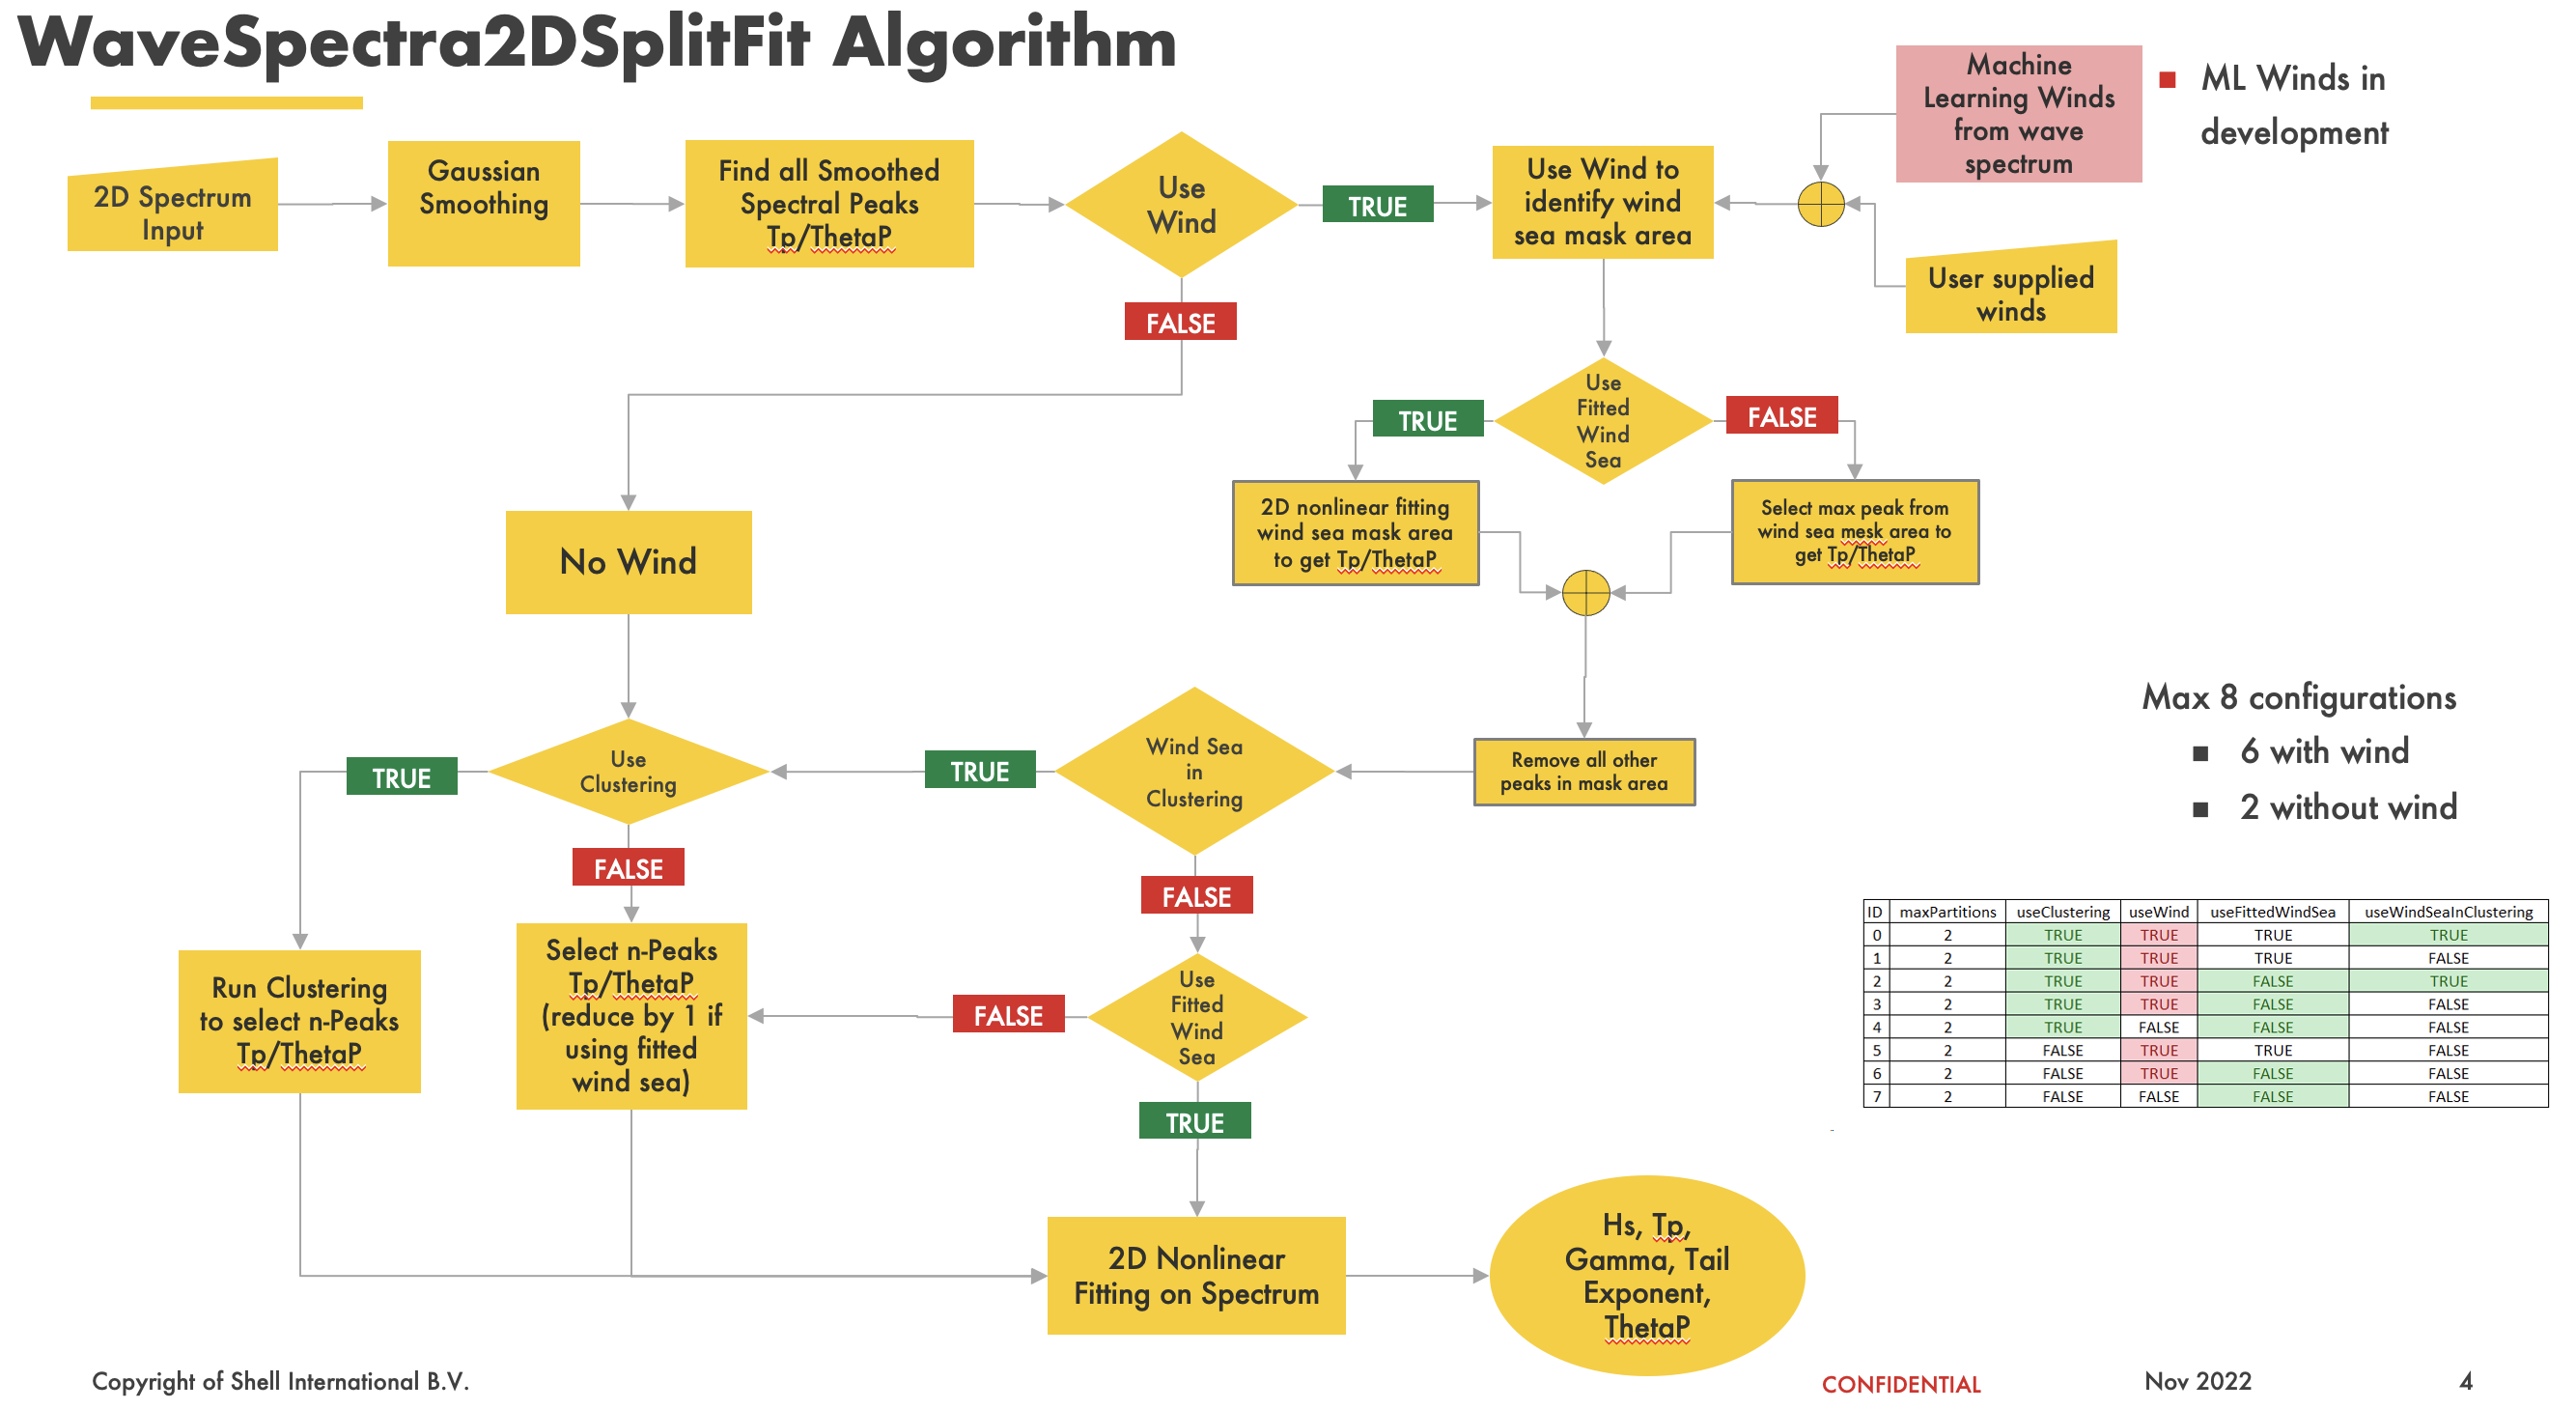 WaveSpectra2DSplitFit Algorithm
Machine
Learning Winds
from wave
spectrum
ML Winds in
development
2D Spectrum
Input
Gaussian
Smoothing
Find all Smoothed
Spectral Peaks
Tp/ThetaP
Use
Wind
TRUE
Use Wind to
identify wind
sea mask area
User supplied
winds
FALSE
Use
Fitted
Wind
Sea
TRUE
FALSE
2D nonlinear fitting
wind sea mask area
to get Tp/ThetaP
Select max peak from
wind sea mesk area to
get Tp/ThetaP
No Wind
Max 8 configurations
6 with wind
2 without wind
Use
Clustering
TRUE
TRUE
Wind Sea
in
Clustering
Remove all other
peaks in mask area
FALSE
FALSE
Run Clustering
to select n-Peaks
Tp/ThetaP
Select n-Peaks
Tp/ThetaP
(reduce by 1 if
using fitted
wind sea)
FALSE
Use
Fitted
Wind
Sea
TRUE
ID maxPartitions useClustering useWind useFittedWindSea useWindSeaInClustering
0 2 TRUE TRUE TRUE TRUE
1 2 TRUE TRUE TRUE FALSE
2 2 TRUE TRUE FALSE TRUE
3 2 TRUE TRUE FALSE FALSE
4 2 TRUE FALSE FALSE FALSE
5 2 FALSE TRUE TRUE FALSE
6 2 FALSE TRUE FALSE FALSE
7 2 FALSE FALSE FALSE FALSE
2D Nonlinear
Fitting on Spectrum
Hs, Tp,
Gamma, Tail
Exponent,
ThetaP
Copyright of Shell International B.V.
CONFIDENTIAL
Nov 2022
4